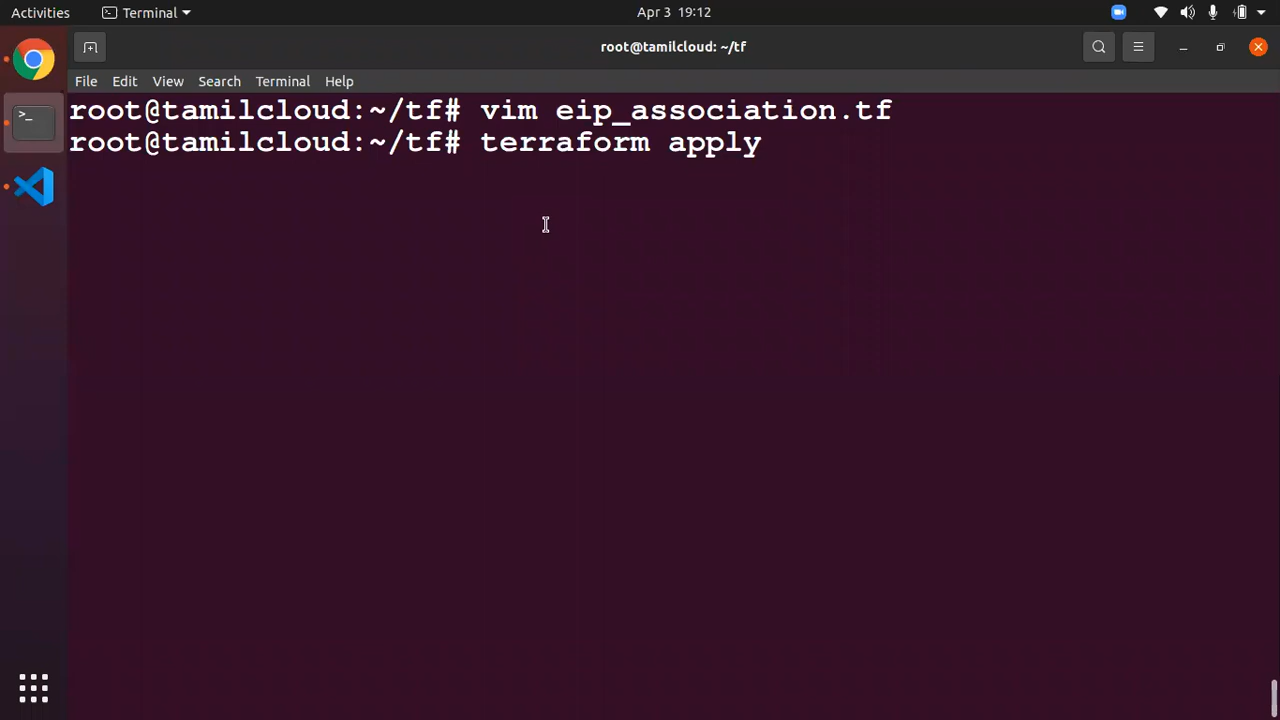 Activities Terminal Apr 3 19:12
root@tamilcloud: ~/tf
File Edit View Search Terminal Help
root@tamilcloud:~/tf# vim eip_association.tf
root@tamilcloud:~/tf# terraform apply